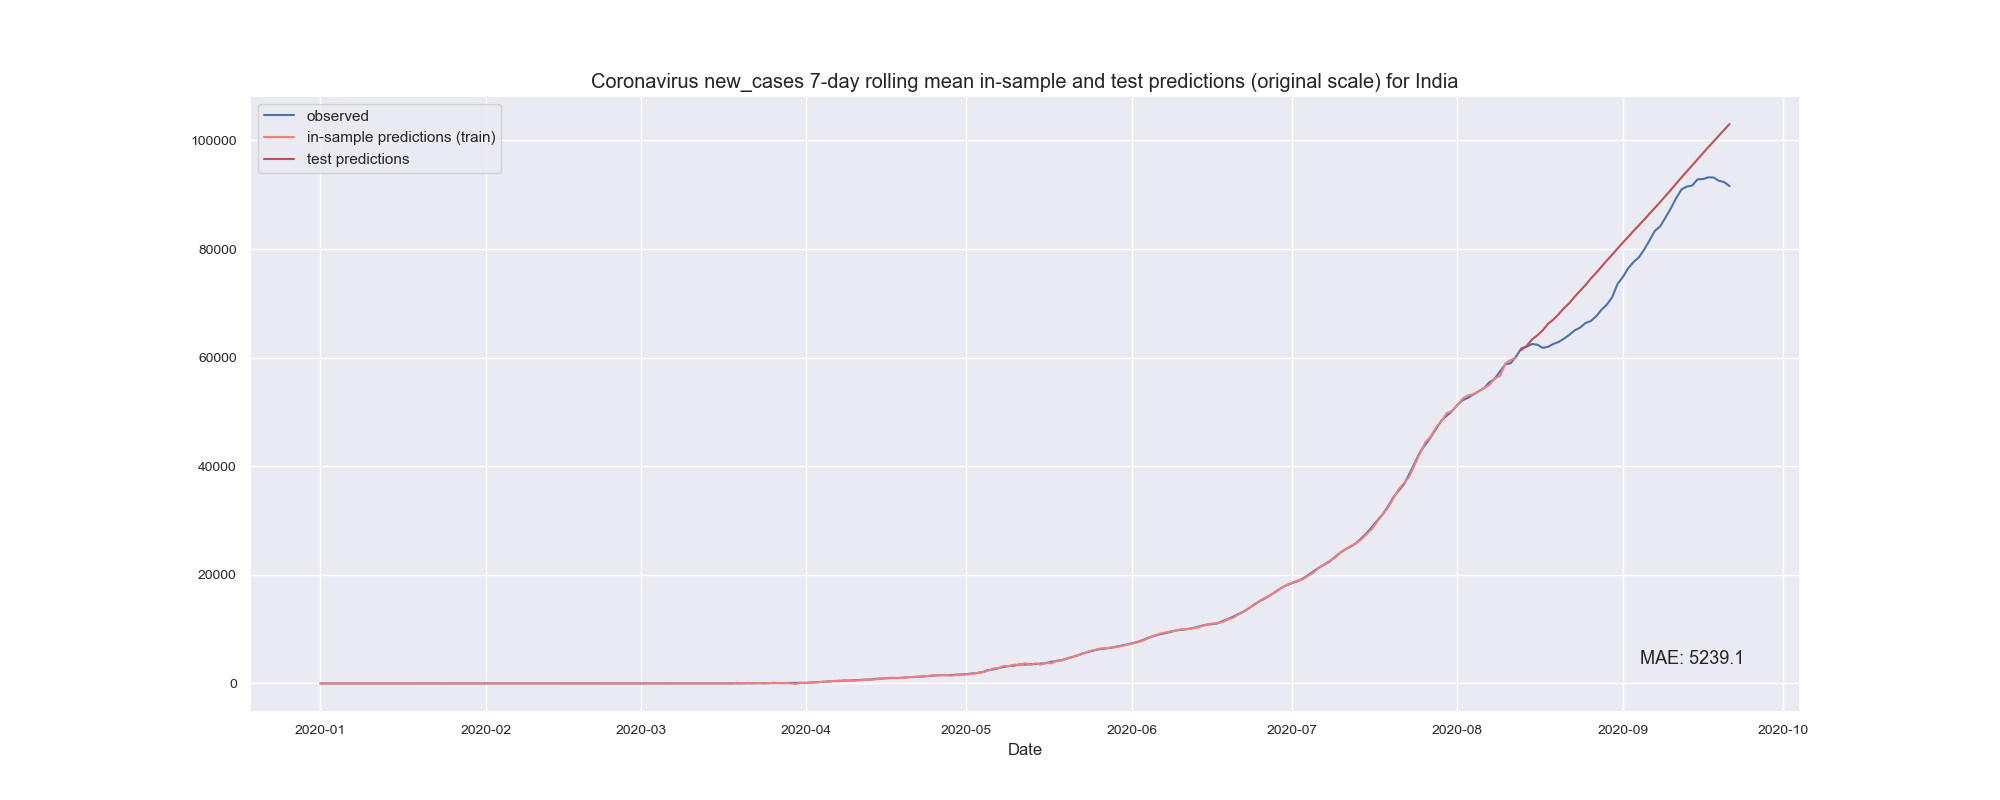 Coronavirus new_cases 7-day rolling mean in-sample and test predictions (original scale) for India
observed
in-sample predictions (train)
test predictions
100000
80000
60000
40000
20000
0
MAE: 5239.1
2020-01 2020-02 2020-03 2020-04 2020-05 2020-06 2020-07 2020-08 2020-09 2020-10
Date